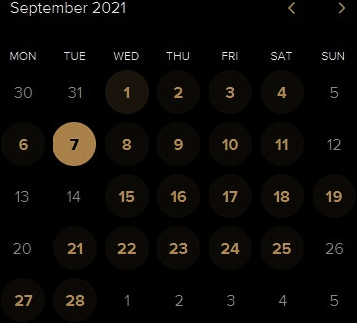 September 2021
MON TUE WED THU FRI SAT SUN
30 31 1 2 3 4 5
6 7 8 9 10 11 12
13 14 15 16 17 18 19
20 21 22 23 24 25 26
27 28 1 2 3 4 5